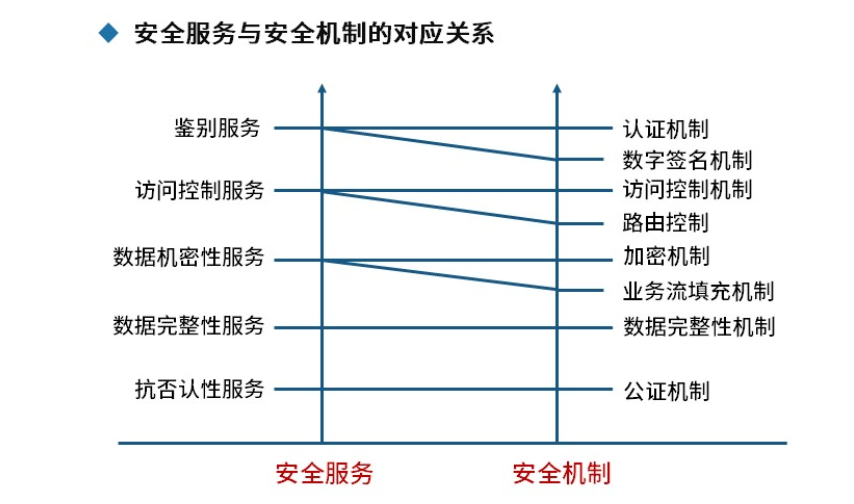 安全服务与安全机制的对应关系
鉴别服务
认证机制
数字签名机制
访问控制服务
访问控制机制
路由控制
数据机密性服务
加密机制
业务流填充机制
数据完整性服务
数据完整性机制
抗否认性服务
公证机制
安全服务
安全机制